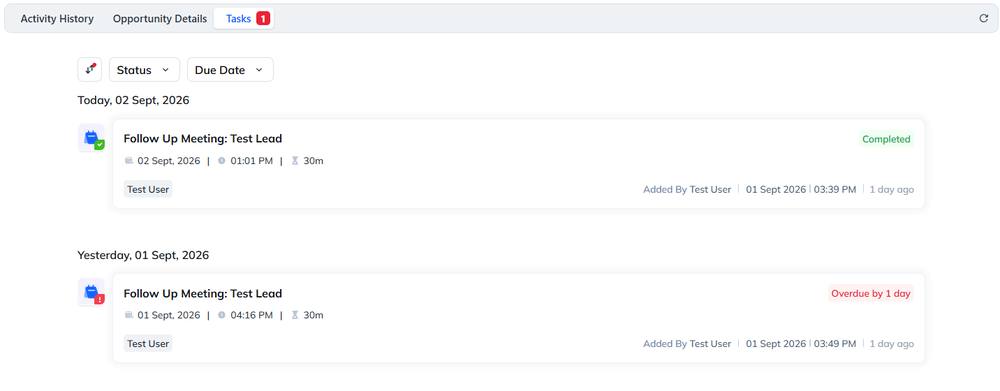 Activity History Opportunity Details Tasks 1
Status Due Date
Today, 02 Sept, 2026
Follow Up Meeting: Test Lead Completed
02 Sept, 2026 | 01:01 PM | 30m
Test User Added By Test User | 01 Sept 2026 | 03:39 PM | 1 day ago
Yesterday, 01 Sept, 2026
Follow Up Meeting: Test Lead Overdue by 1 day
01 Sept, 2026 | 04:16 PM | 30m
Test User Added By Test User | 01 Sept 2026 | 03:49 PM | 1 day ago